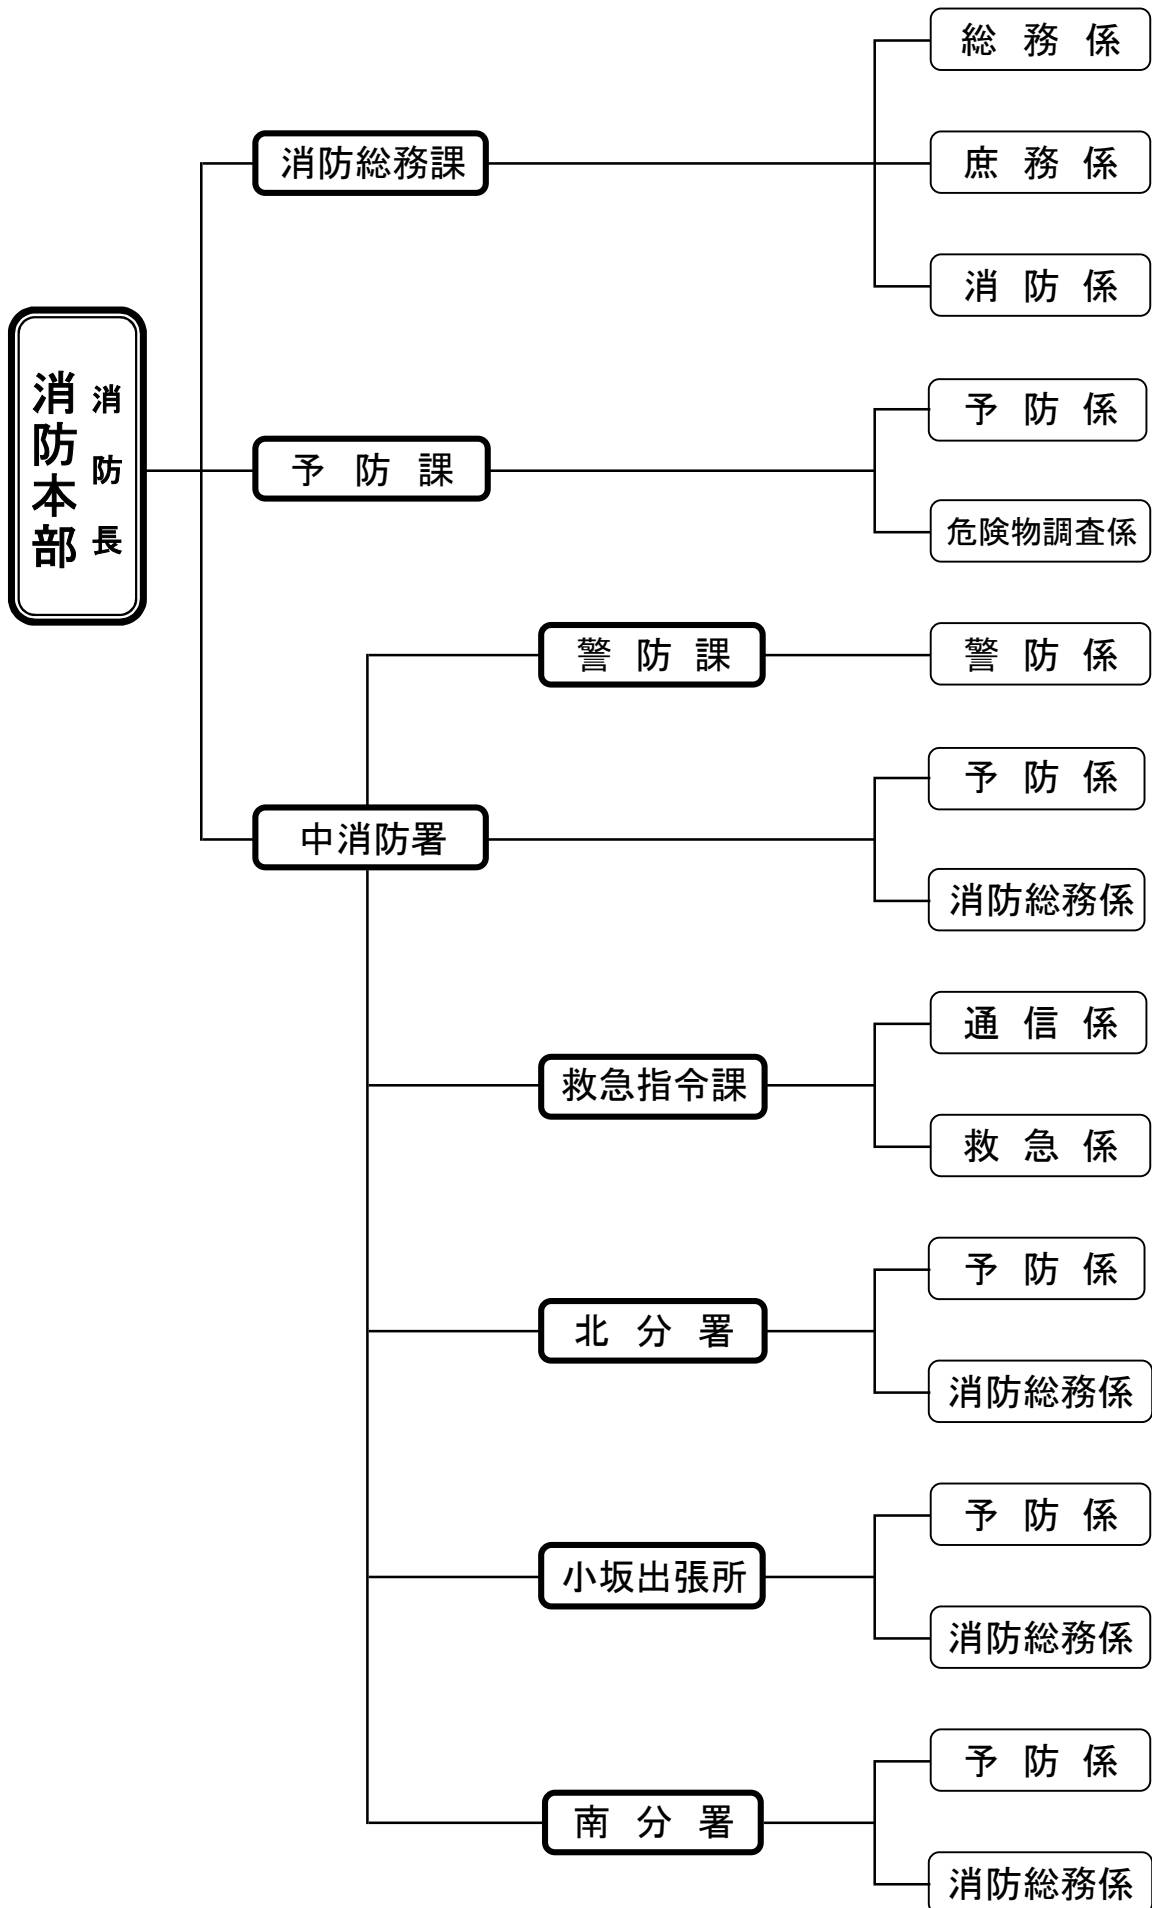 消防本部
消防長
消防総務課
総務係
庶務係
消防係
予防課
予防係
危険物調査係
警防課
警防係
中消防署
予防係
消防総務係
救急指令課
通信係
救急係
北分署
予防係
消防総務係
小坂出張所
予防係
消防総務係
南分署
予防係
消防総務係